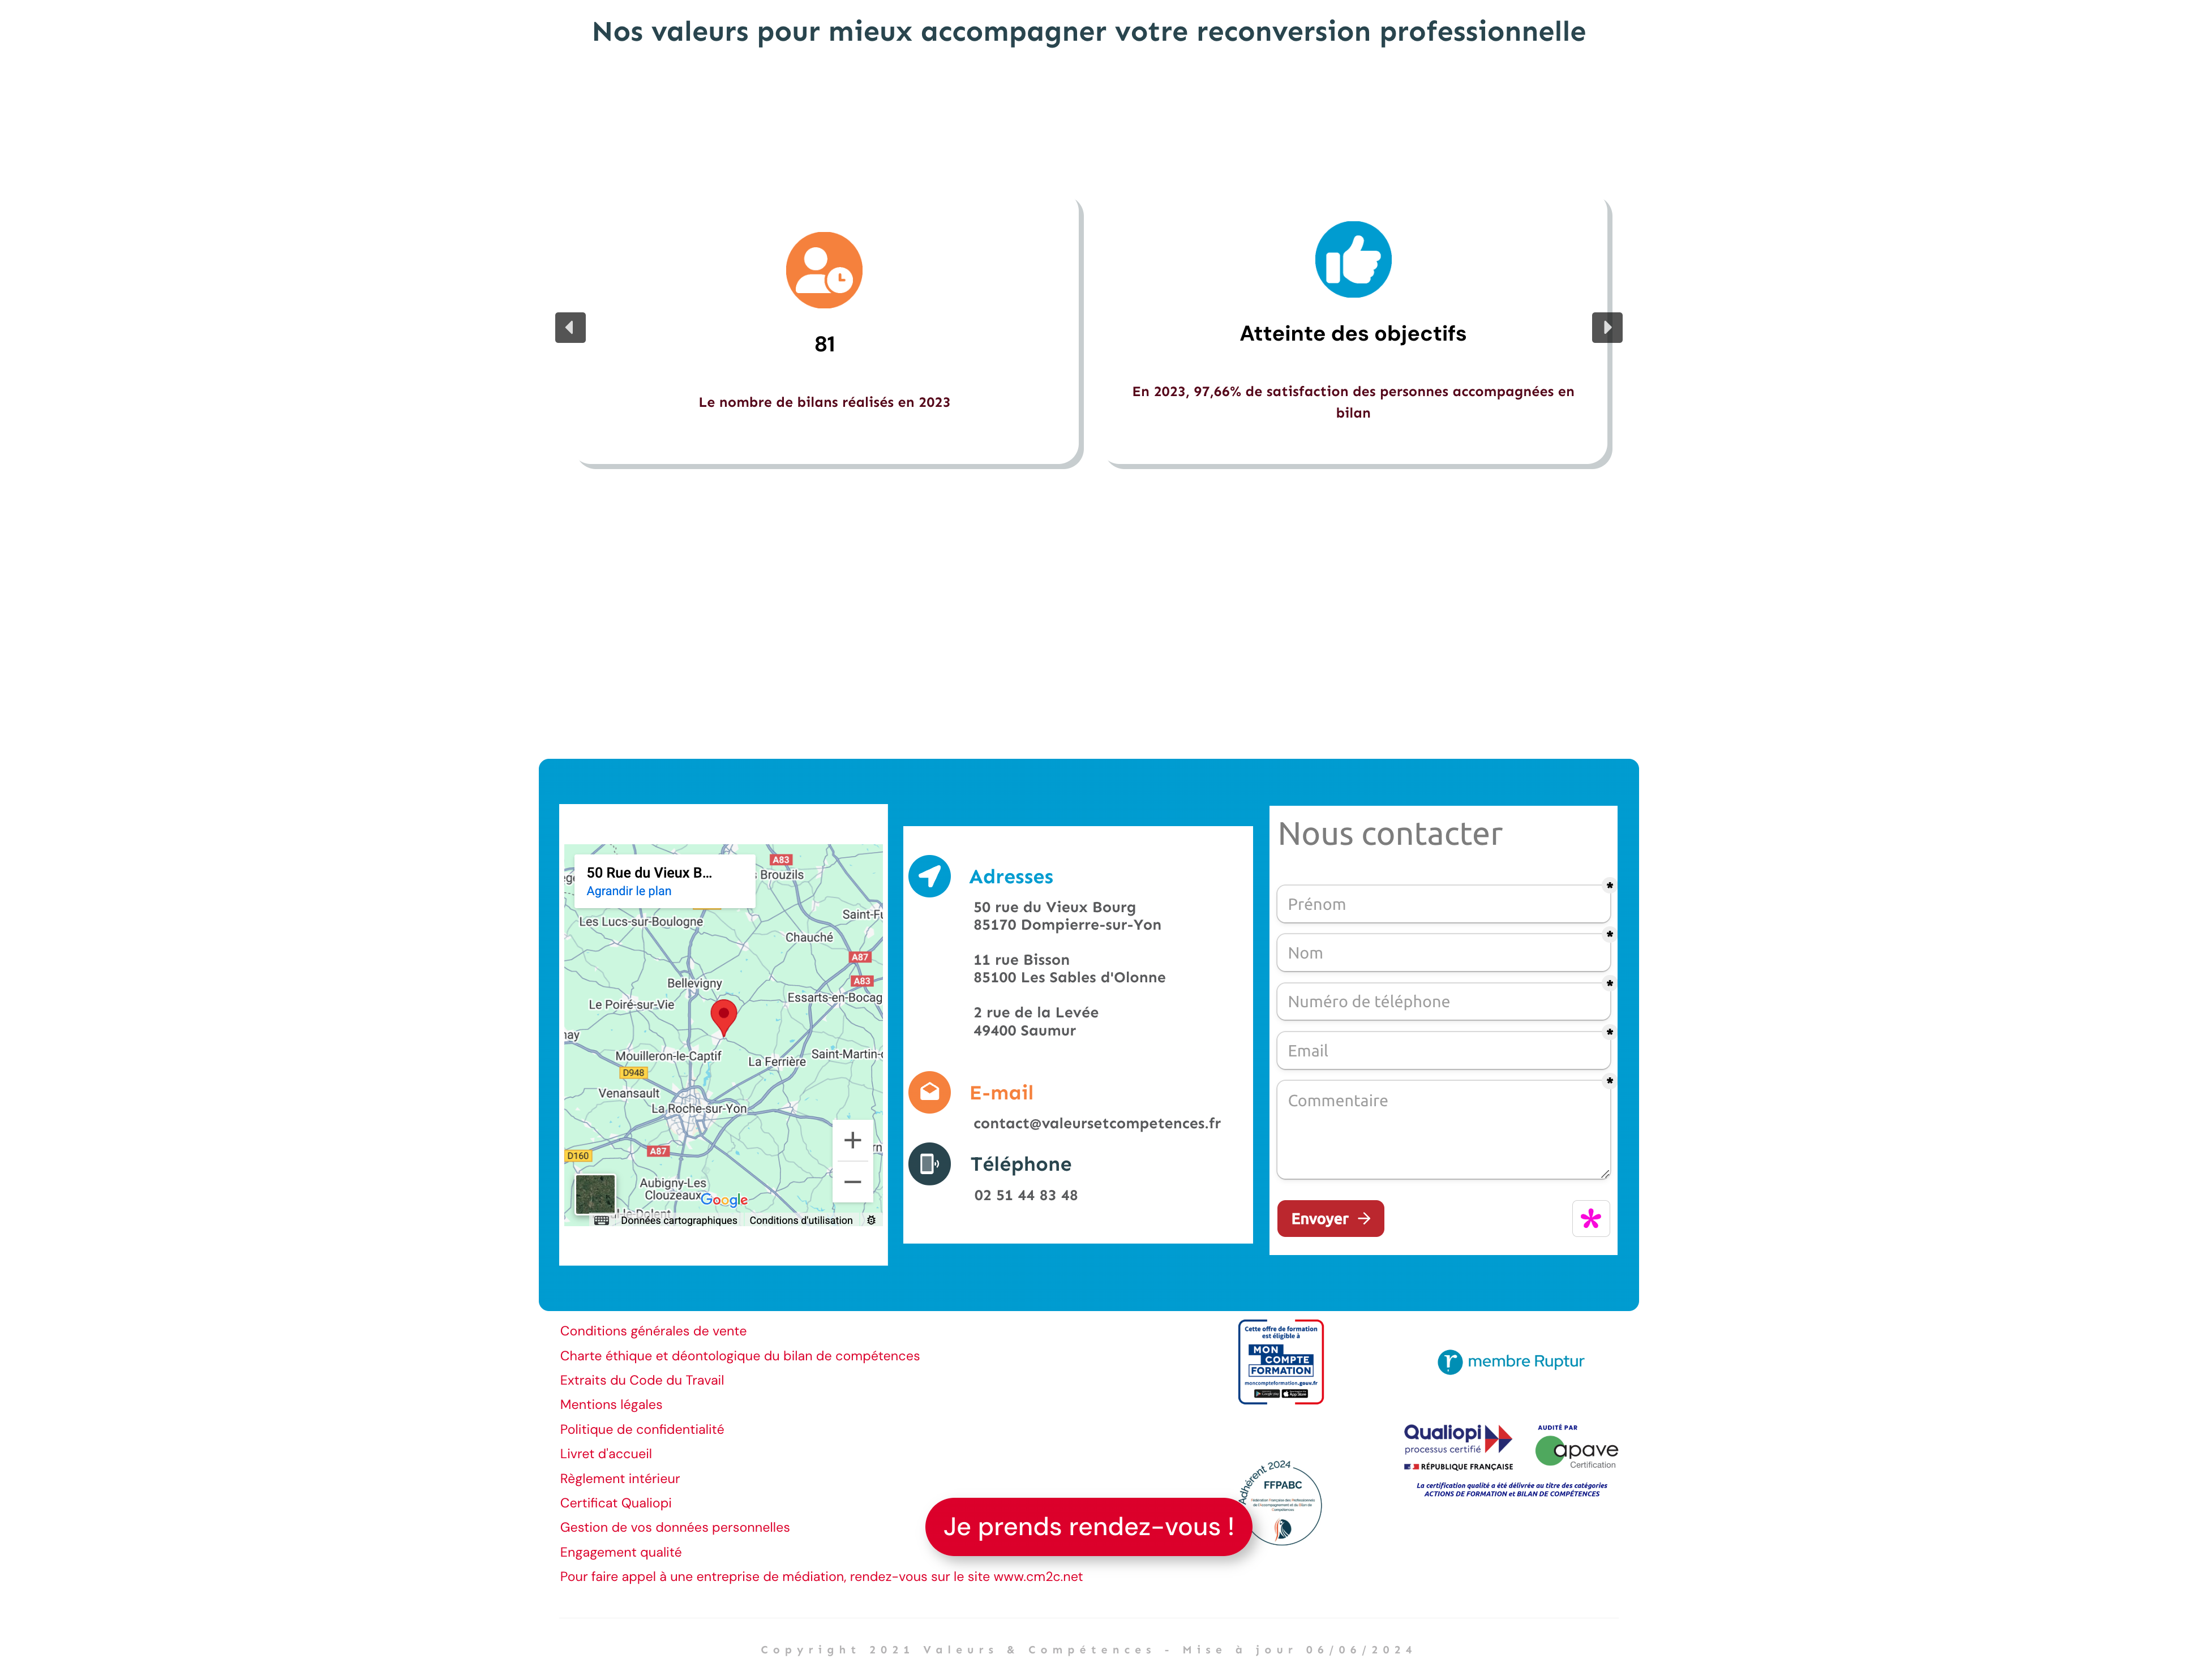 Nos valeurs pour mieux accompagner votre reconversion professionnelle
81
Le nombre de bilans réalisés en 2023
Atteinte des objectifs
En 2023, 97,66% de satisfaction des personnes accompagnées en
bilan
50 Rue du Vieux B...
Agrandir le plan
A83
Brouzils
Les Lucs-sur-Boulogne
Chauché
A87
A83
Bellevigny
Le Poiré-sur-Vie
Essarts-en-Bocag
Mouilleron-le-Captif
La Ferrière
Saint-Martin-
D948
Venansault
La Roche-sur-Yon
A87
D160
Aubigny-Les
Clouzeaux
Google
Données cartographiques
Conditions d'utilisation
Adresses
50 rue du Vieux Bourg
85170 Dompierre-sur-Yon
11 rue Bisson
85100 Les Sables d'Olonne
2 rue de la Levée
49400 Saumur
E-mail
contact@valeursetcompetences.fr
Téléphone
02 51 44 83 48
Nous contacter
Prénom
*
Nom
*
Numéro de téléphone
*
Email
*
Commentaire
*
Envoyer →
Conditions générales de vente
Charte éthique et déontologique du bilan de compétences
Extraits du Code du Travail
Mentions légales
Politique de confidentialité
Livret d'accueil
Règlement intérieur
Certificat Qualiopi
Gestion de vos données personnelles
Engagement qualité
Pour faire appel à une entreprise de médiation, rendez-vous sur le site www.cm2c.net
Cette offre de formation
est éligible à
MON
COMPTE
FORMATION
moncompteformation.gouv.fr
membre Ruptur
Qualiopi
processus certifié
RÉPUBLIQUE FRANÇAISE
AUDITÉ PAR
apave
Certification
La certification qualité a été délivrée au titre des catégories
ACTIONS DE FORMATION et BILAN DE COMPÉTENCES
Adhérent 2024
FFPABC
Je prends rendez-vous !
Copyright 2021 Valeurs & Compétences - Mise à jour 06/06/2024